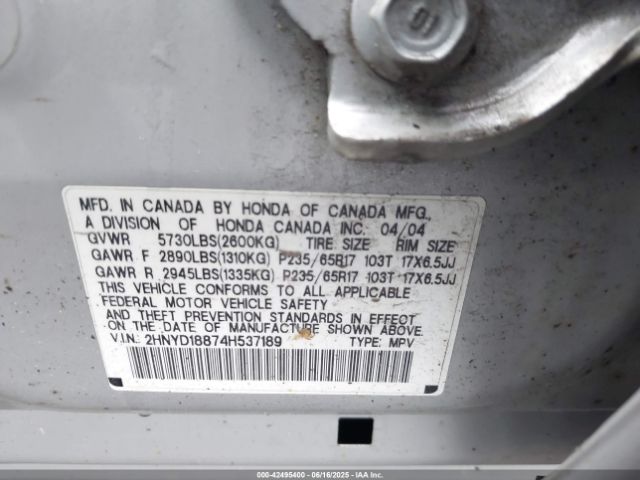 MFD. IN CANADA BY HONDA OF CANADA MFG.,
A DIVISION OF HONDA CANADA INC. 04/04
GVWR 5730LBS(2600KG) TIRE SIZE RIM SIZE
GAWR F 2890LBS(1310KG) P235/65R17 103T 17X6.5JJ
GAWR R 2945LBS(1335KG) P235/65R17 103T 17X6.5JJ
THIS VEHICLE CONFORMS TO ALL APPLICABLE
FEDERAL MOTOR VEHICLE SAFETY
AND THEFT PREVENTION STANDARDS IN EFFECT
ON THE DATE OF MANUFACTURE SHOWN ABOVE.
V.I.N.: 2HNYD18874H537189 TYPE: MPV
000-42495400 - 06/16/2025 - IAAI.COM